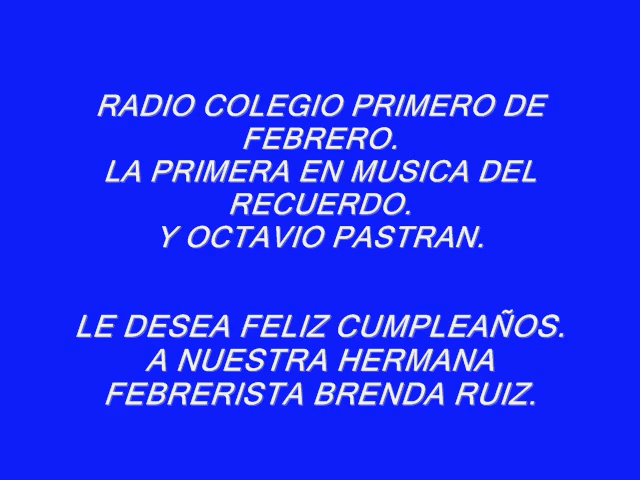 RADIO COLEGIO PRIMERO DE
FEBRERO.
LA PRIMERA EN MUSICA DEL
RECUERDO.
Y OCTAVIO PASTRAN.
LE DESEA FELIZ CUMPLEAÑOS.
A NUESTRA HERMANA
FEBRERISTA BRENDA RUIZ.